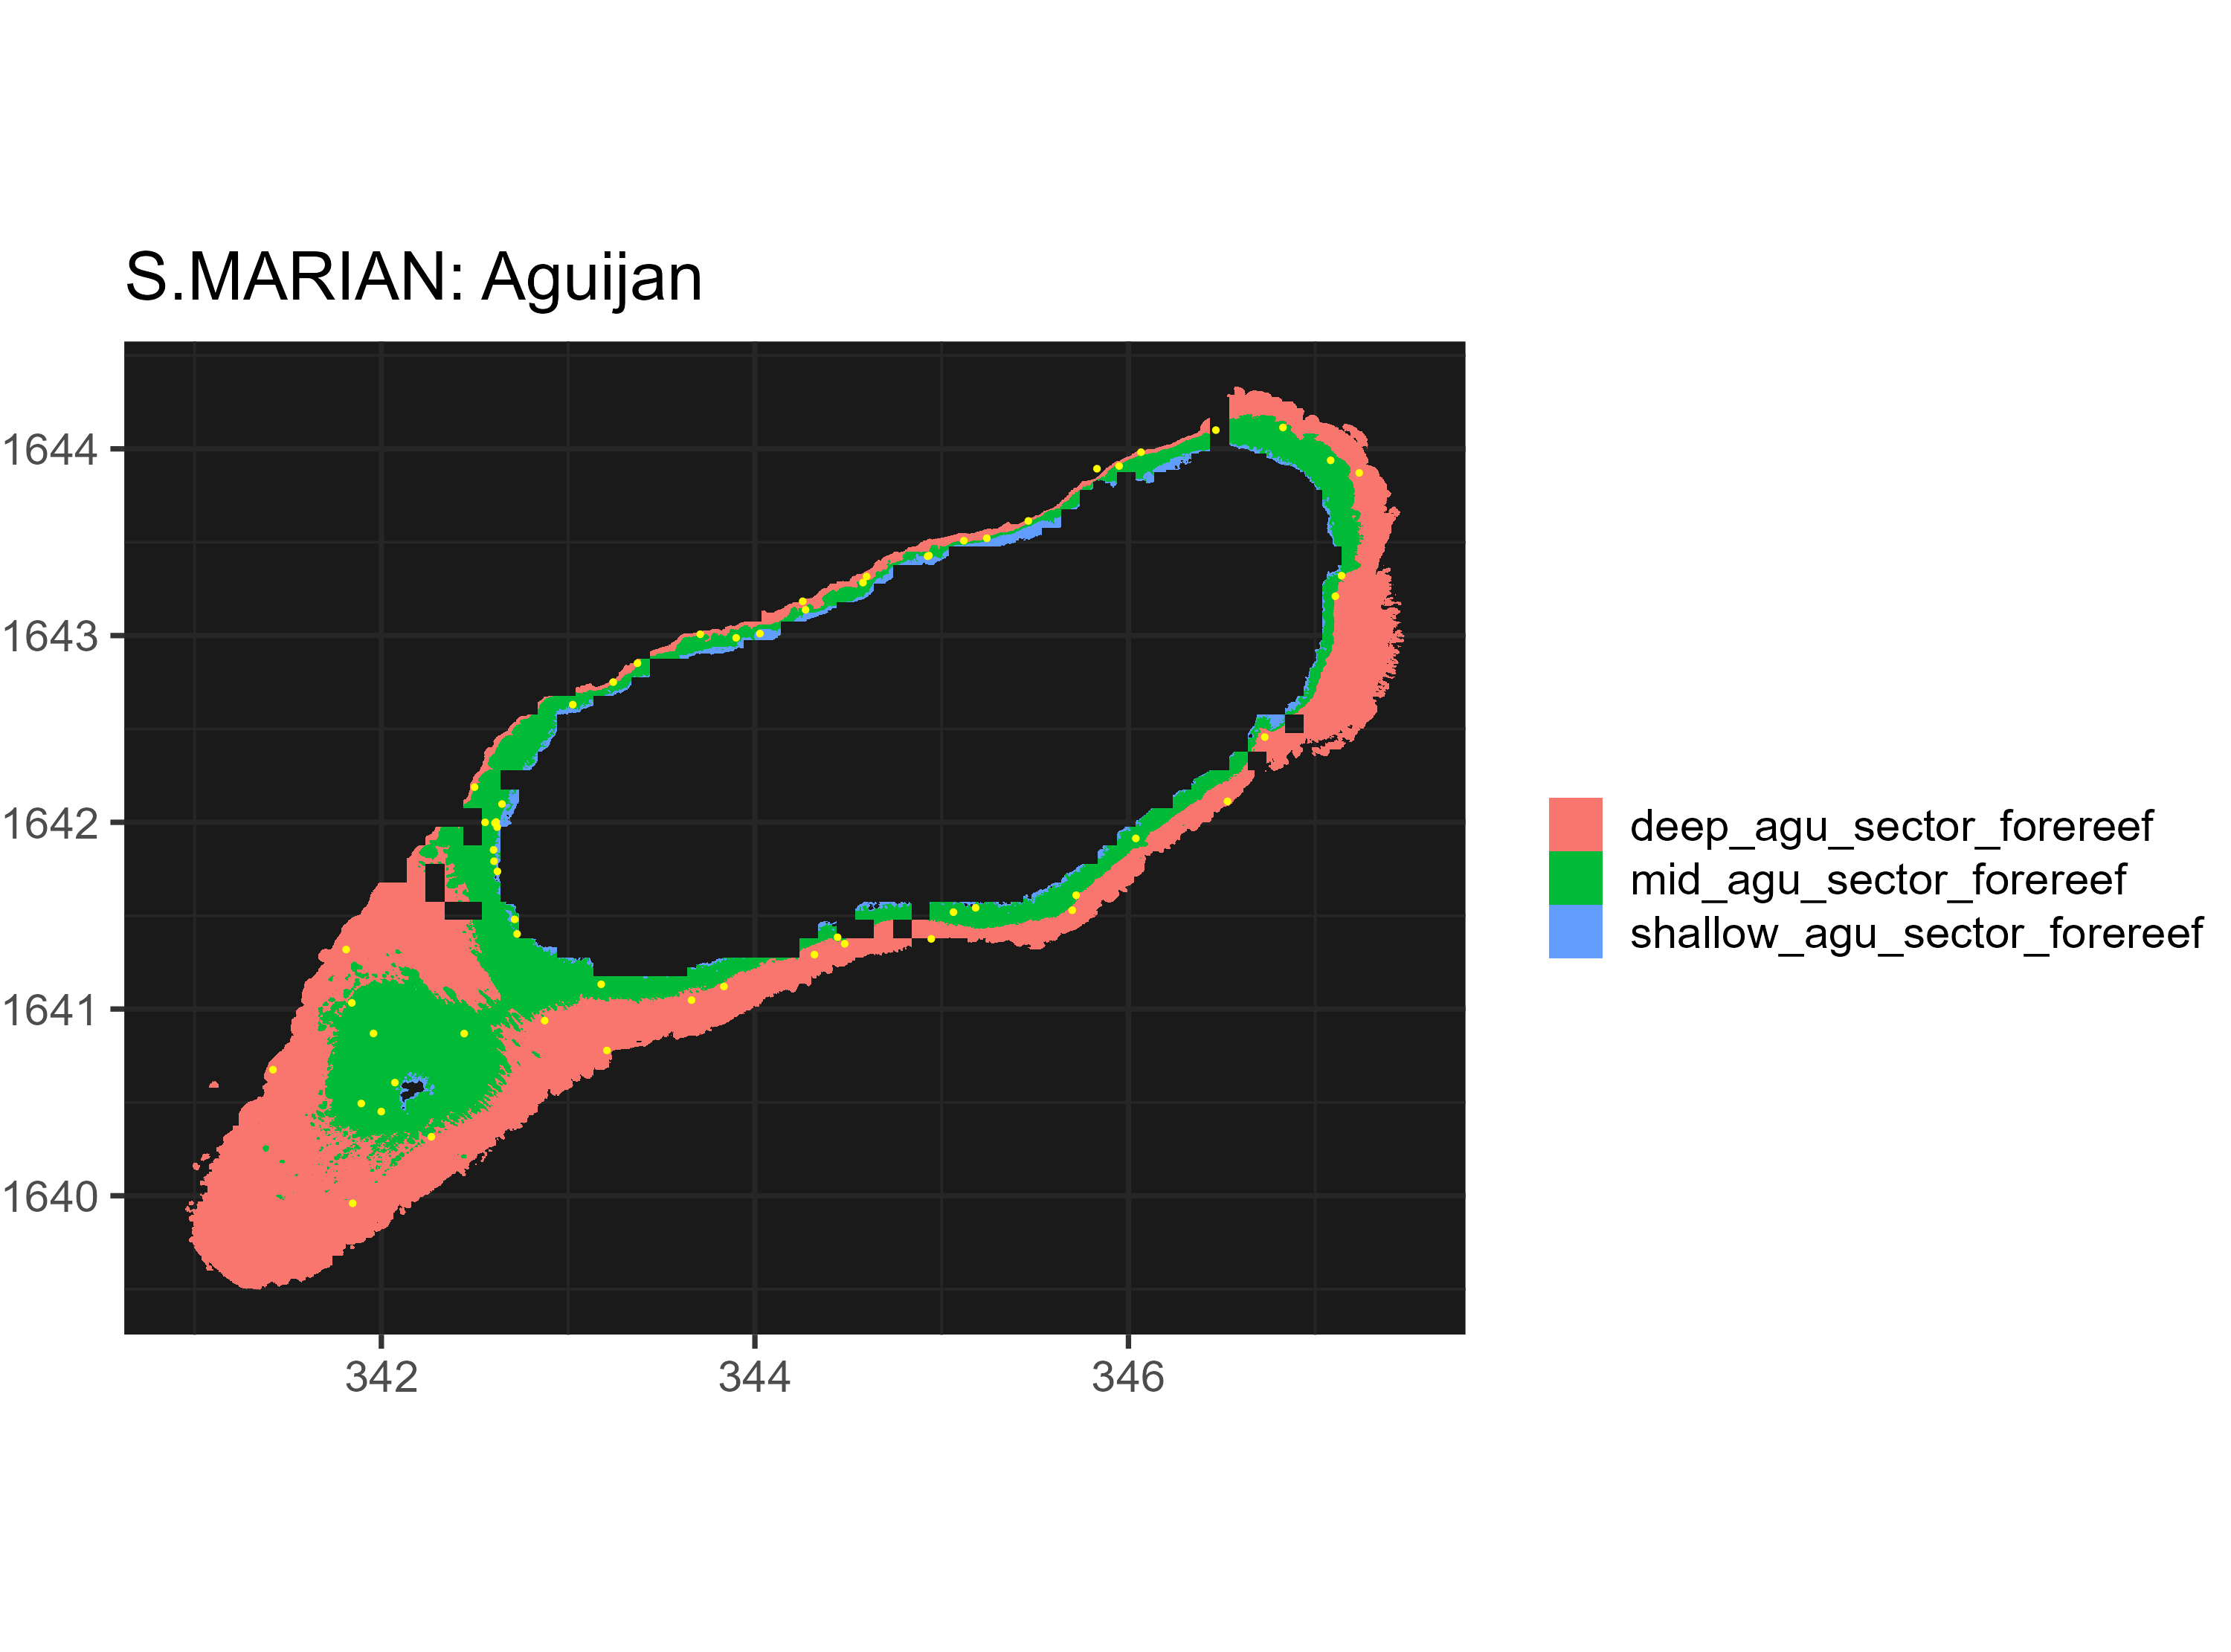 S.MARIAN: Aguijan
1644
1643
1642
1641
1640
342 344 346
deep_agu_sector_forereef
mid_agu_sector_forereef
shallow_agu_sector_forereef